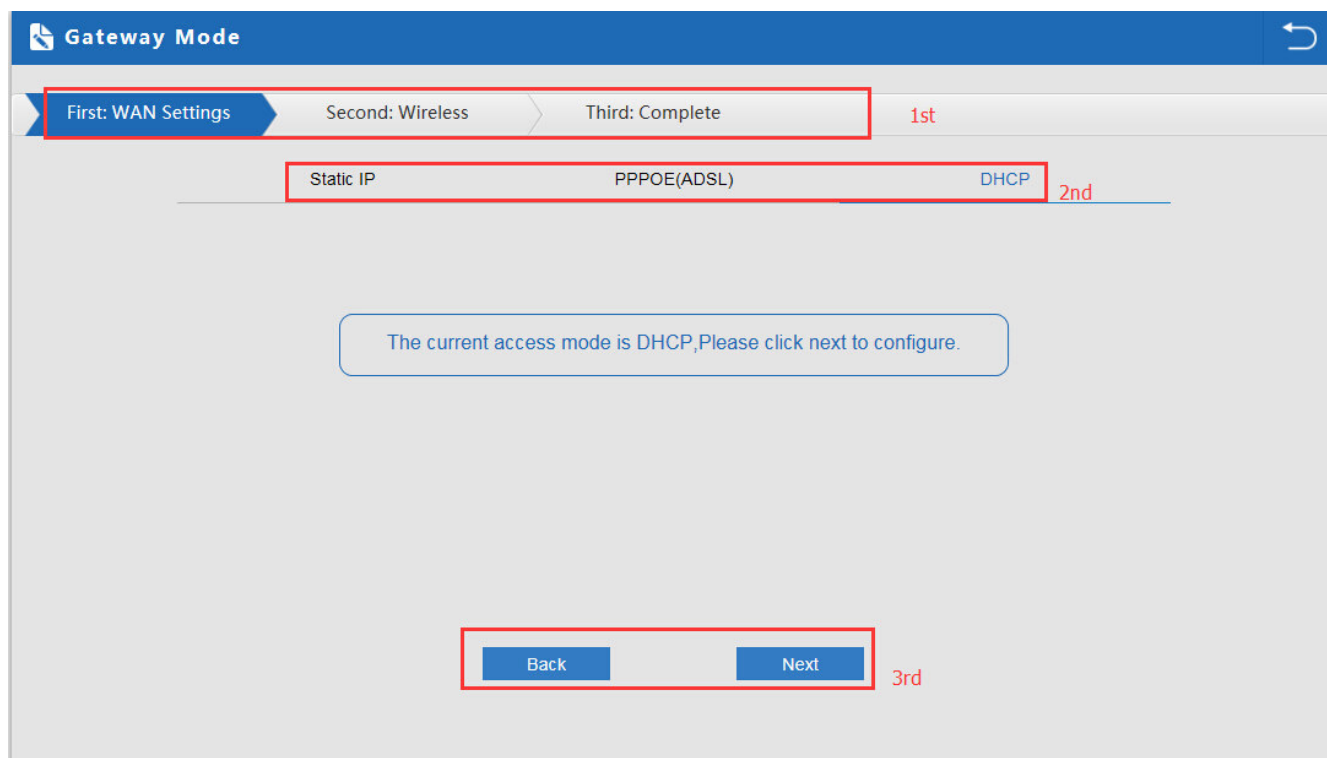 Gateway Mode
First: WAN Settings Second: Wireless Third: Complete 1st
Static IP PPPOE(ADSL) DHCP 2nd
The current access mode is DHCP,Please click next to configure.
Back Next 3rd